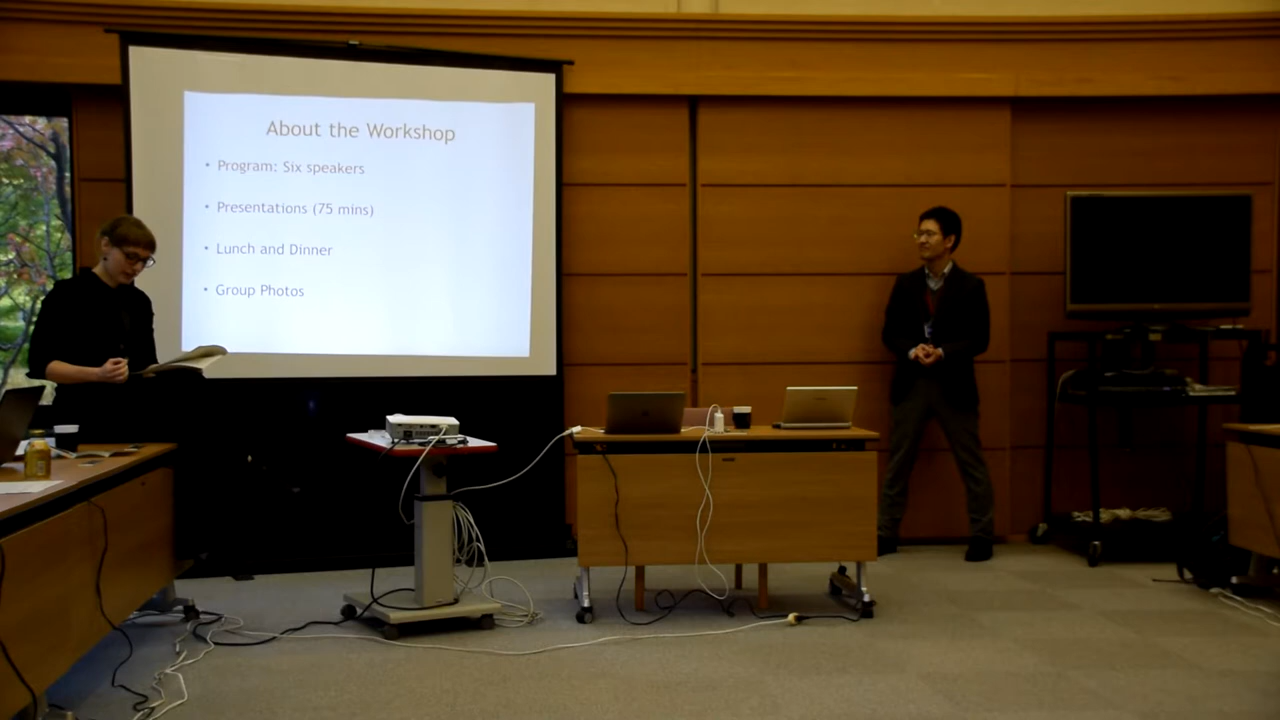 About the Workshop
• Program: Six speakers
• Presentations (75 mins)
• Lunch and Dinner
• Group Photos